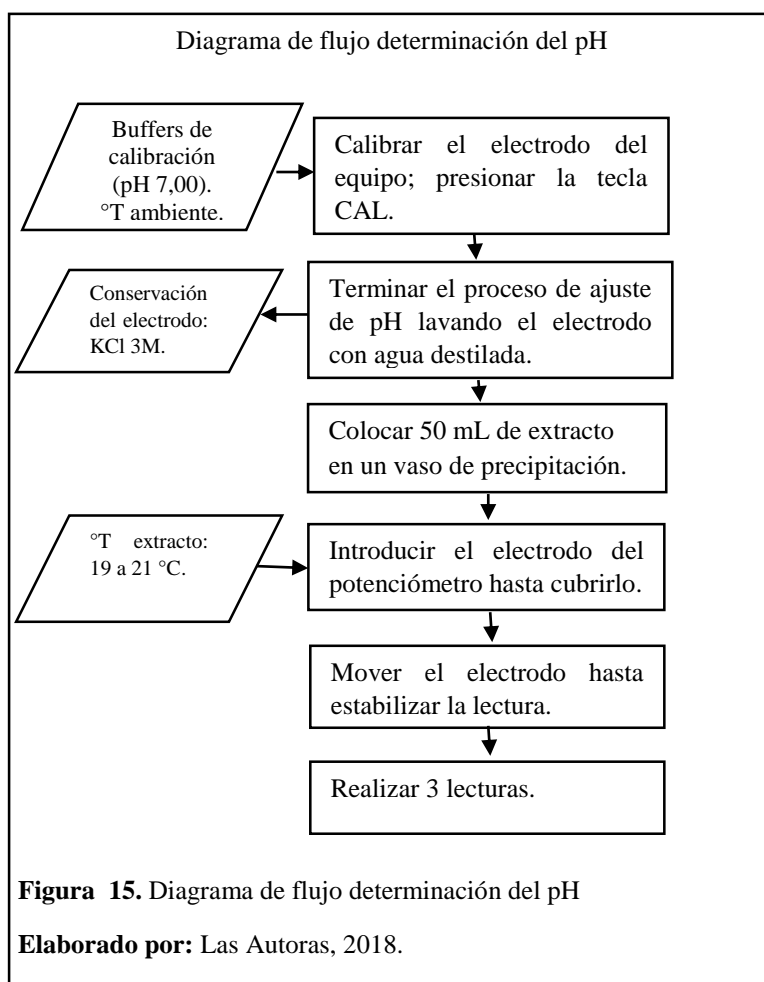 Diagrama de flujo determinación del pH
Buffers de
calibración
(pH 7,00).
°T ambiente.
Calibrar el electrodo del
equipo; presionar la tecla
CAL.
Conservación
del electrodo:
KCl 3M.
Terminar el proceso de ajuste
de pH lavando el electrodo
con agua destilada.
Colocar 50 mL de extracto
en un vaso de precipitación.
°T extracto:
19 a 21 °C.
Introducir el electrodo del
potenciómetro hasta cubrirlo.
Mover el electrodo hasta
estabilizar la lectura.
Realizar 3 lecturas.
Figura 15. Diagrama de flujo determinación del pH
Elaborado por: Las Autoras, 2018.